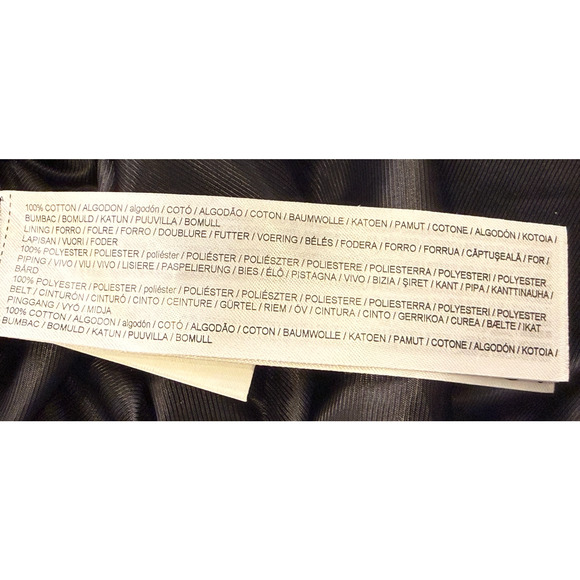 100% COTTON / ALGODON / algodón / COTÓ / ALGODÃO / COTON / BAUMWOLLE / KATOEN / PAMUT / COTONE / ALGODÓN / KOTOIA /
BUMBAC / BOMULD / KATUN / PUUVILLA / BOMULL
LINING / FORRO / FOLRE / FORRO / DOUBLURE / FUTTER / VOERING / BÉLÉS / FODERA / FORRO / FORRUA / CĂPTUŞEALĂ / FOR /
LAPISAN / VUORI / FODER
100% POLYESTER / POLIESTER / poliéster / POLIÈSTER / POLIÉSZTER / POLIESTERE / POLIESTERRA / POLYESTERI / POLYESTER
PIPING / VIVO / VIU / VIVO / LISIERE / PASPELIERUNG / BIES / ÉLŐ / PISTAGNA / VIVO / BIZIA / ŞIRET / KANT / PIPA / KANTTINAUHA /
BÅRD
100% POLYESTER / POLIESTER / poliéster / POLIÈSTER / POLIÉSZTER / POLIESTERE / POLIESTERRA / POLYESTERI / POLYESTER
BELT / CINTURÓN / CINTURÓ / CINTO / CEINTURE / GÜRTEL / RIEM / ÖV / CINTURA / CINTO / GERRIKOA / CUREA / BÆLTE / IKAT
PINGGANG / VYÖ / MIDJA
100% COTTON / ALGODON / algodón / COTÓ / ALGODÃO / COTON / BAUMWOLLE / KATOEN / PAMUT / COTONE / ALGODÓN / KOTOIA /
BUMBAC / BOMULD / KATUN / PUUVILLA / BOMULL